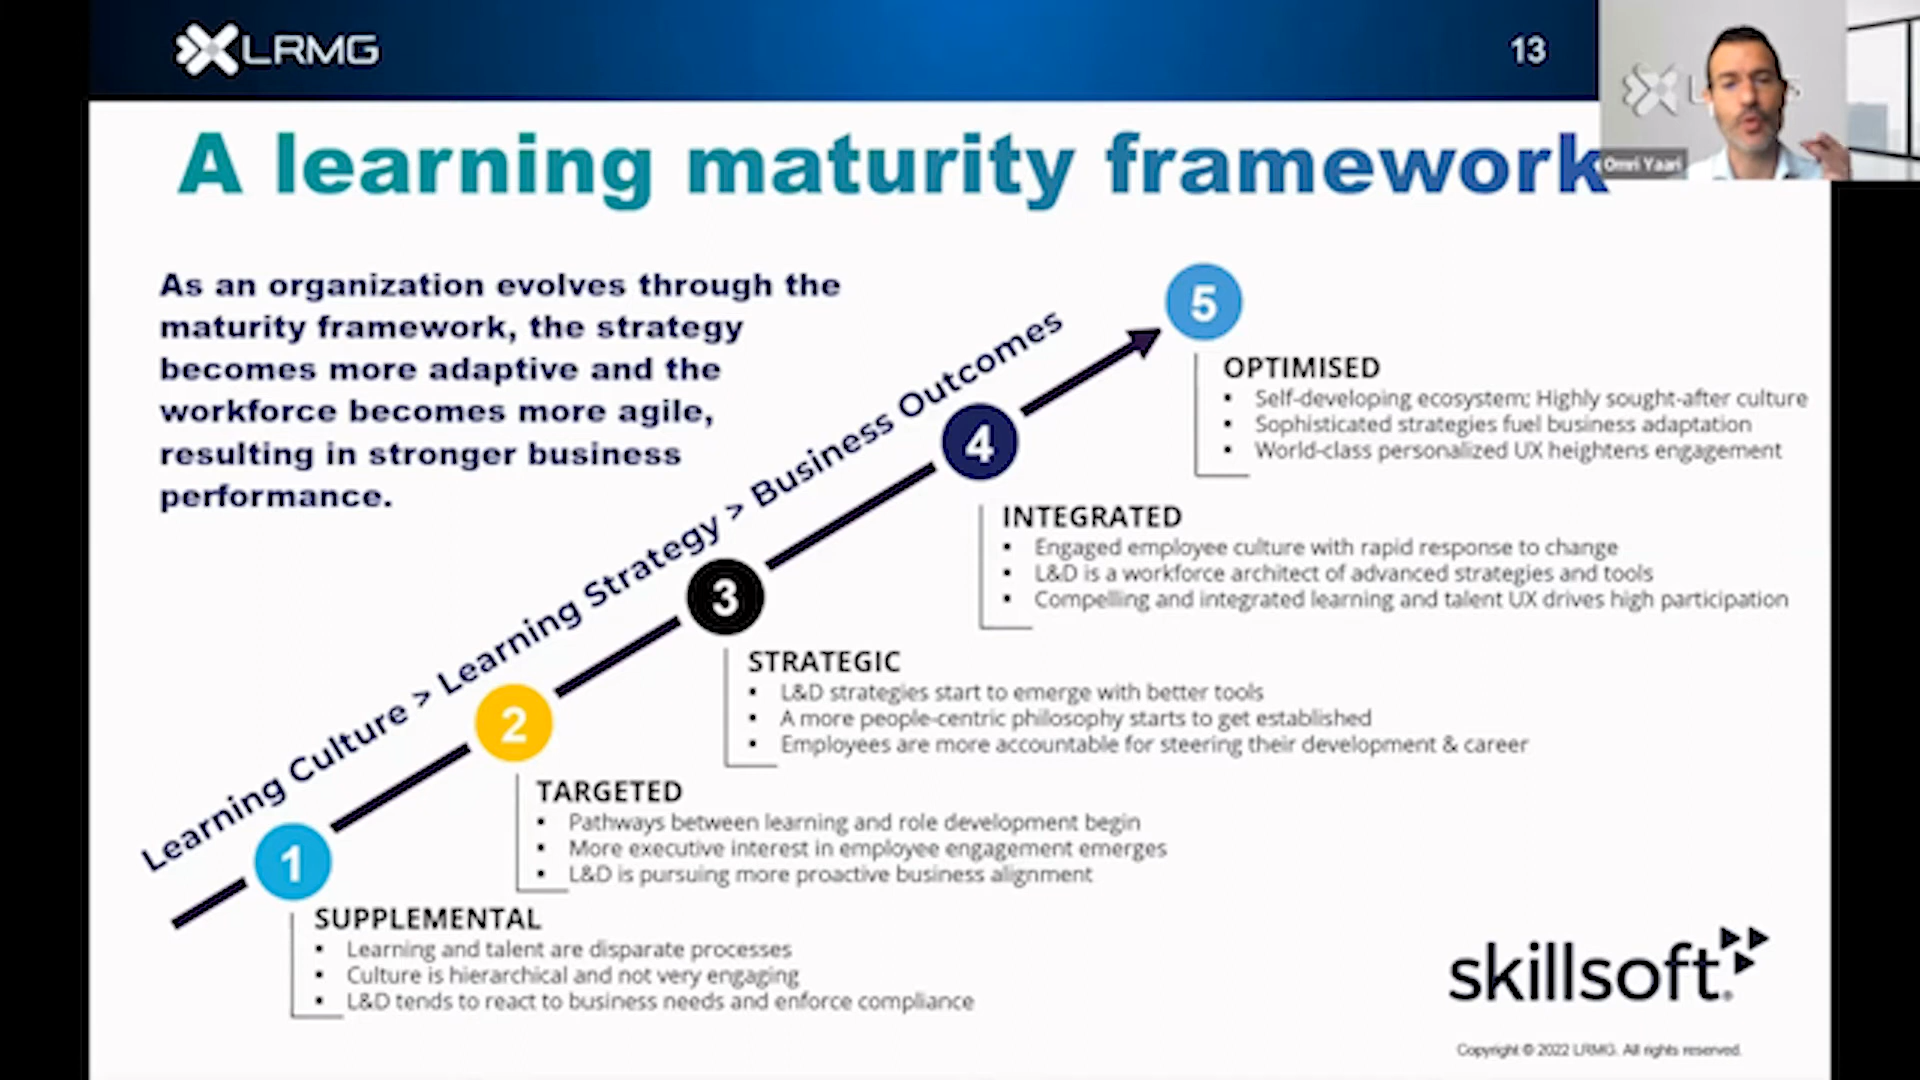 LRMG
13
Omri Yaari
A learning maturity framework
As an organization evolves through the
maturity framework, the strategy
becomes more adaptive and the
workforce becomes more agile,
resulting in stronger business
performance.
Learning Culture > Learning Strategy > Business Outcomes
5
OPTIMISED
▪ Self-developing ecosystem; Highly sought-after culture
▪ Sophisticated strategies fuel business adaptation
▪ World-class personalized UX heightens engagement
4
INTEGRATED
▪ Engaged employee culture with rapid response to change
▪ L&D is a workforce architect of advanced strategies and tools
▪ Compelling and integrated learning and talent UX drives high participation
3
STRATEGIC
▪ L&D strategies start to emerge with better tools
▪ A more people-centric philosophy starts to get established
▪ Employees are more accountable for steering their development & career
2
TARGETED
▪ Pathways between learning and role development begin
▪ More executive interest in employee engagement emerges
▪ L&D is pursuing more proactive business alignment
1
SUPPLEMENTAL
▪ Learning and talent are disparate processes
▪ Culture is hierarchical and not very engaging
▪ L&D tends to react to business needs and enforce compliance
skillsoft
Copyright © 2022 LRMG. All rights reserved.